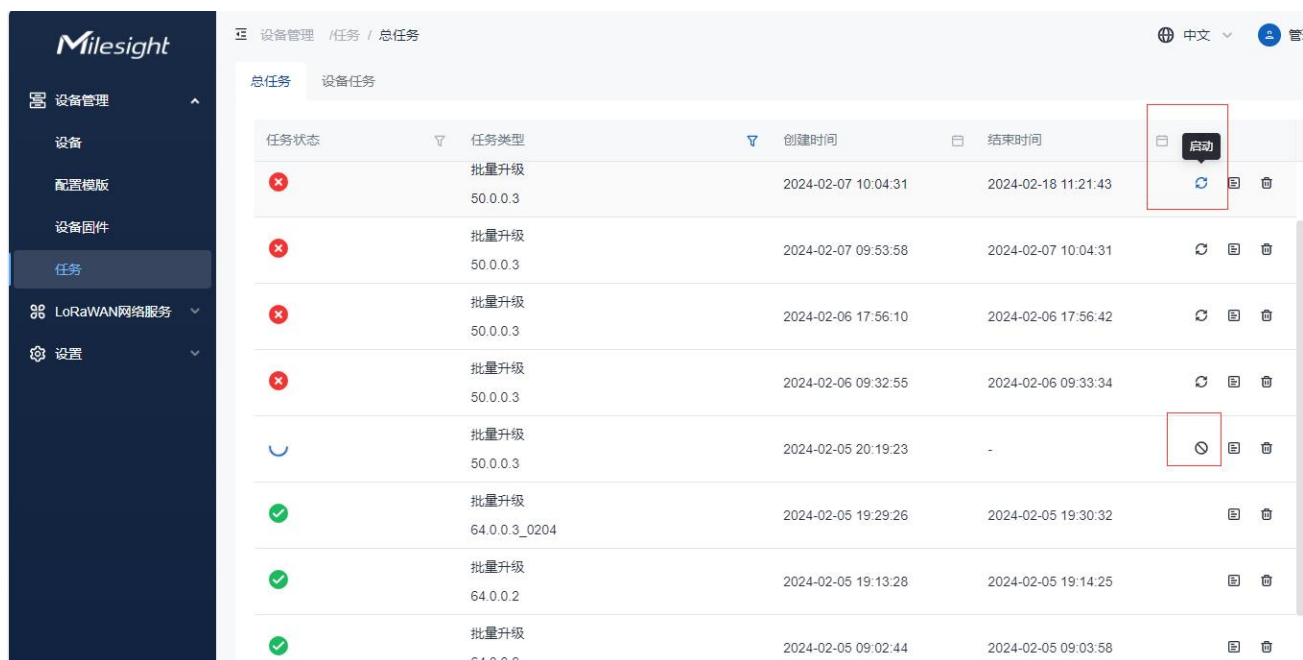 Milesight
设备管理 /任务 / 总任务
中文
总任务 设备任务
设备管理
设备
配置模版
设备固件
任务
LoRaWAN网络服务
设置
任务状态 任务类型 创建时间 结束时间
启动
批量升级
50.0.0.3 2024-02-07 10:04:31 2024-02-18 11:21:43
批量升级
50.0.0.3 2024-02-07 09:53:58 2024-02-07 10:04:31
批量升级
50.0.0.3 2024-02-06 17:56:10 2024-02-06 17:56:42
批量升级
50.0.0.3 2024-02-06 09:32:55 2024-02-06 09:33:34
批量升级
50.0.0.3 2024-02-05 20:19:23 -
批量升级
64.0.0.3_0204 2024-02-05 19:29:26 2024-02-05 19:30:32
批量升级
64.0.0.2 2024-02-05 19:13:28 2024-02-05 19:14:25
批量升级
2024-02-05 09:02:44 2024-02-05 09:03:58